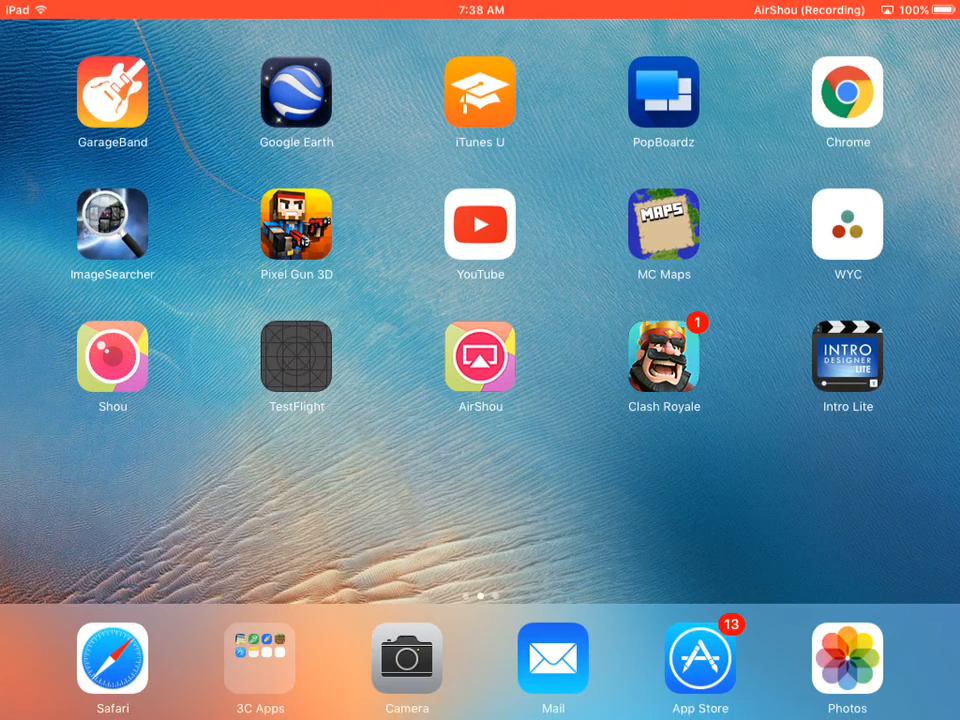 iPad 7:38 AM AirShou (Recording) 100%
GarageBand Google Earth iTunes U PopBoardz Chrome
MAPS
ImageSearcher Pixel Gun 3D YouTube MC Maps WYC
1
INTRO
DESIGNER
LITE
Shou TestFlight AirShou Clash Royale Intro Lite
13
Safari 3C Apps Camera Mail App Store Photos